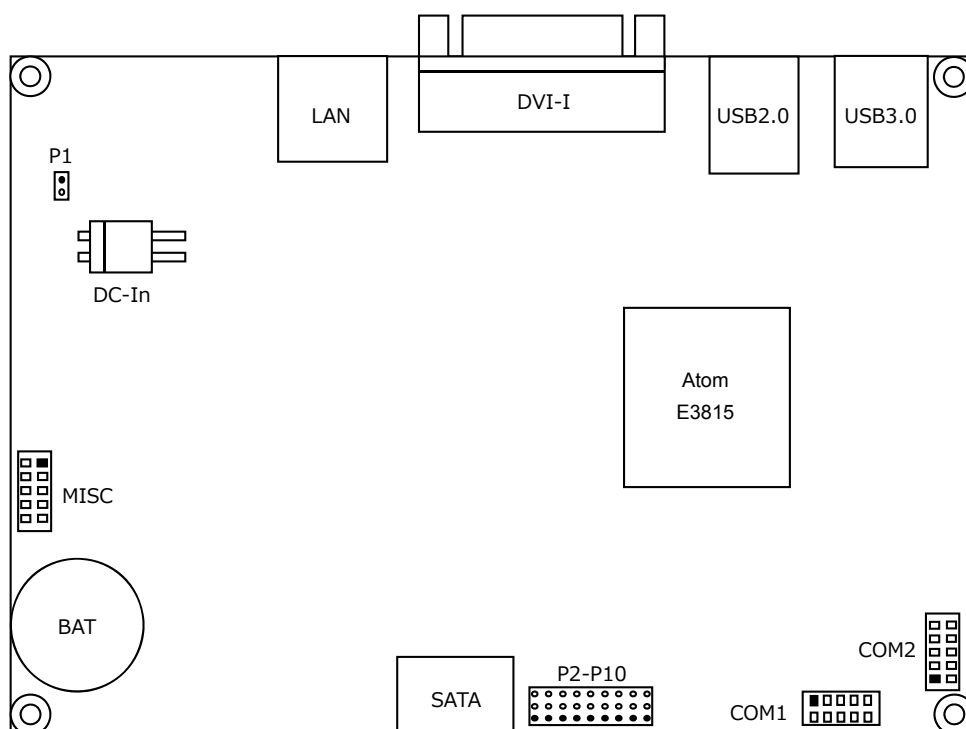 LAN
DVI-I
USB2.0
USB3.0
P1
DC-In
Atom
E3815
MISC
BAT
COM2
SATA
P2-P10
COM1